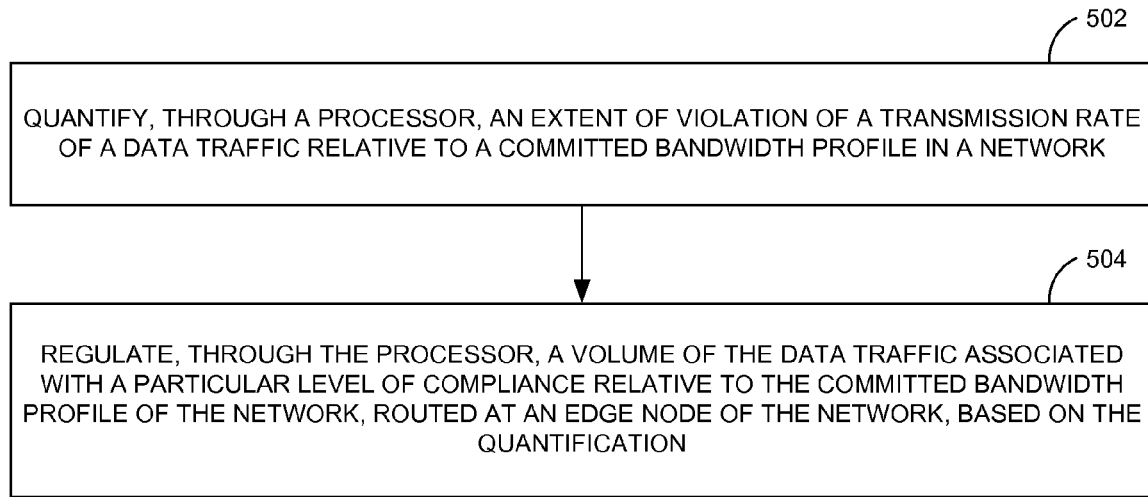 502
QUANTIFY, THROUGH A PROCESSOR, AN EXTENT OF VIOLATION OF A TRANSMISSION RATE
OF A DATA TRAFFIC RELATIVE TO A COMMITTED BANDWIDTH PROFILE IN A NETWORK
504
REGULATE, THROUGH THE PROCESSOR, A VOLUME OF THE DATA TRAFFIC ASSOCIATED
WITH A PARTICULAR LEVEL OF COMPLIANCE RELATIVE TO THE COMMITTED BANDWIDTH
PROFILE OF THE NETWORK, ROUTED AT AN EDGE NODE OF THE NETWORK, BASED ON THE
QUANTIFICATION